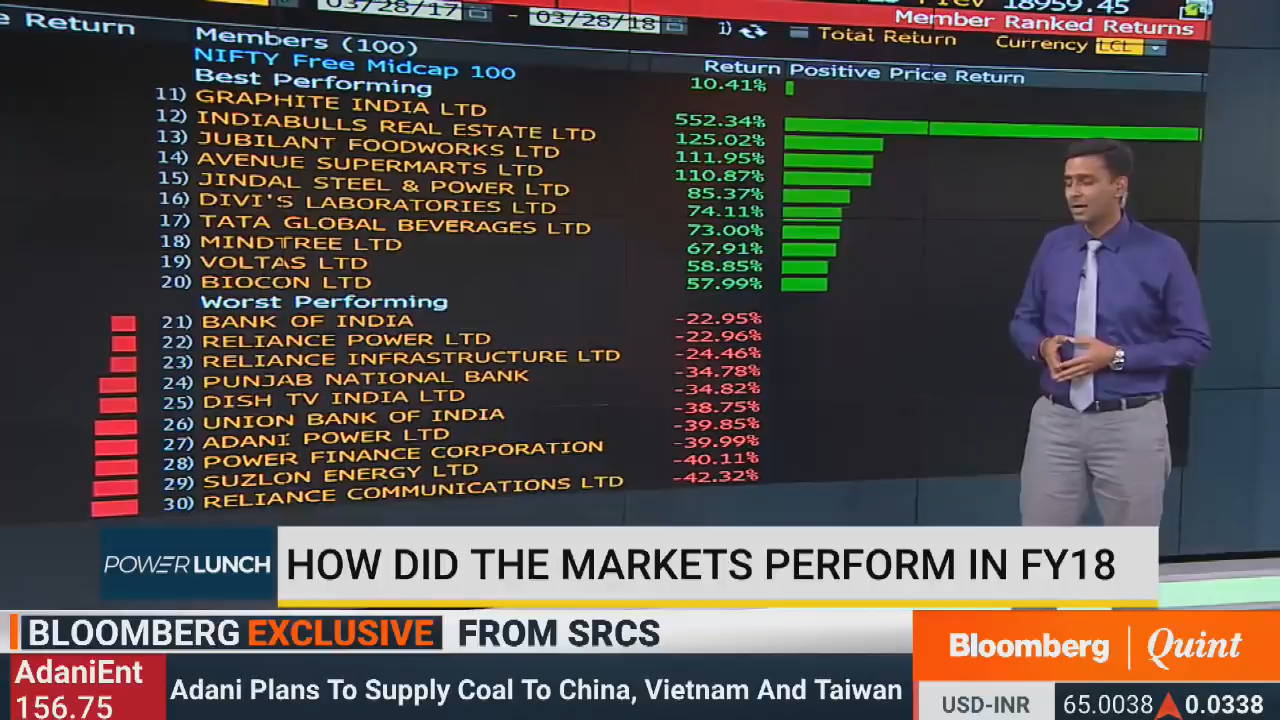 Prev 18959.45
03/28/17 - 03/28/18
Member Ranked Returns
e Return
Members (100)
1) Total Return Currency LCL
NIFTY Free Midcap 100
Return Positive Price Return
Best Performing 10.41%
11) GRAPHITE INDIA LTD 552.34%
12) INDIABULLS REAL ESTATE LTD 125.02%
13) JUBILANT FOODWORKS LTD 111.95%
14) AVENUE SUPERMARTS LTD 110.87%
15) JINDAL STEEL & POWER LTD 85.37%
16) DIVI'S LABORATORIES LTD 74.11%
17) TATA GLOBAL BEVERAGES LTD 73.00%
18) MINDTREE LTD 67.91%
19) VOLTAS LTD 58.85%
20) BIOCON LTD 57.99%
Worst Performing
21) BANK OF INDIA -22.95%
22) RELIANCE POWER LTD -22.96%
23) RELIANCE INFRASTRUCTURE LTD -24.46%
24) PUNJAB NATIONAL BANK -34.78%
25) DISH TV INDIA LTD -34.82%
26) UNION BANK OF INDIA -38.75%
27) ADANI POWER LTD -39.85%
28) POWER FINANCE CORPORATION -39.99%
29) SUZLON ENERGY LTD -40.11%
30) RELIANCE COMMUNICATIONS LTD -42.32%
POWER LUNCH
HOW DID THE MARKETS PERFORM IN FY18
BLOOMBERG EXCLUSIVE FROM SRCS
Bloomberg | Quint
AdaniEnt
156.75
Adani Plans To Supply Coal To China, Vietnam And Taiwan
USD-INR 65.0038 0.0338